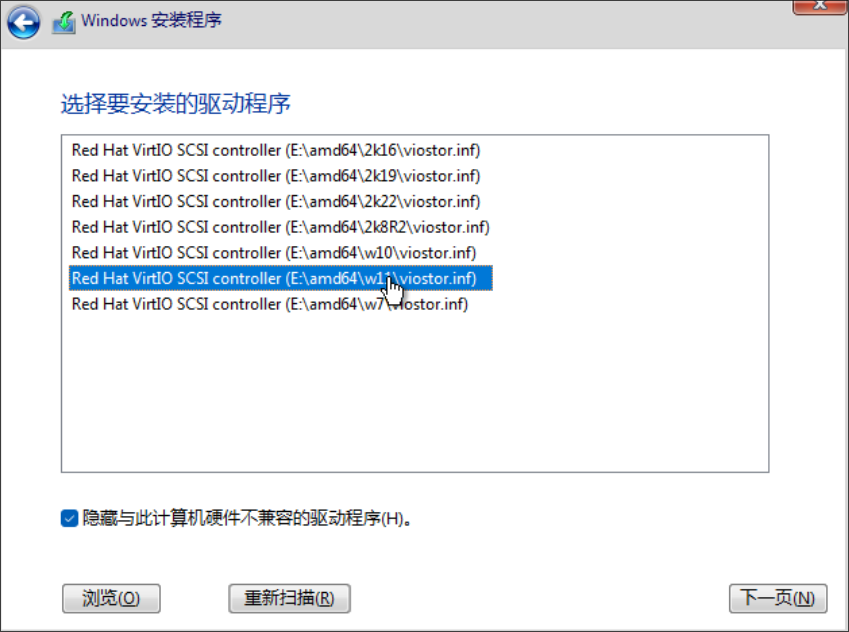 Windows 安装程序
选择要安装的驱动程序
Red Hat VirtIO SCSI controller (E:\amd64\2k16\viostor.inf)
Red Hat VirtIO SCSI controller (E:\amd64\2k19\viostor.inf)
Red Hat VirtIO SCSI controller (E:\amd64\2k22\viostor.inf)
Red Hat VirtIO SCSI controller (E:\amd64\2k8R2\viostor.inf)
Red Hat VirtIO SCSI controller (E:\amd64\w10\viostor.inf)
Red Hat VirtIO SCSI controller (E:\amd64\w11\viostor.inf)
Red Hat VirtIO SCSI controller (E:\amd64\w7\viostor.inf)
隐藏与此计算机硬件不兼容的驱动程序(H)。
浏览(O) 重新扫描(R) 下一页(N)